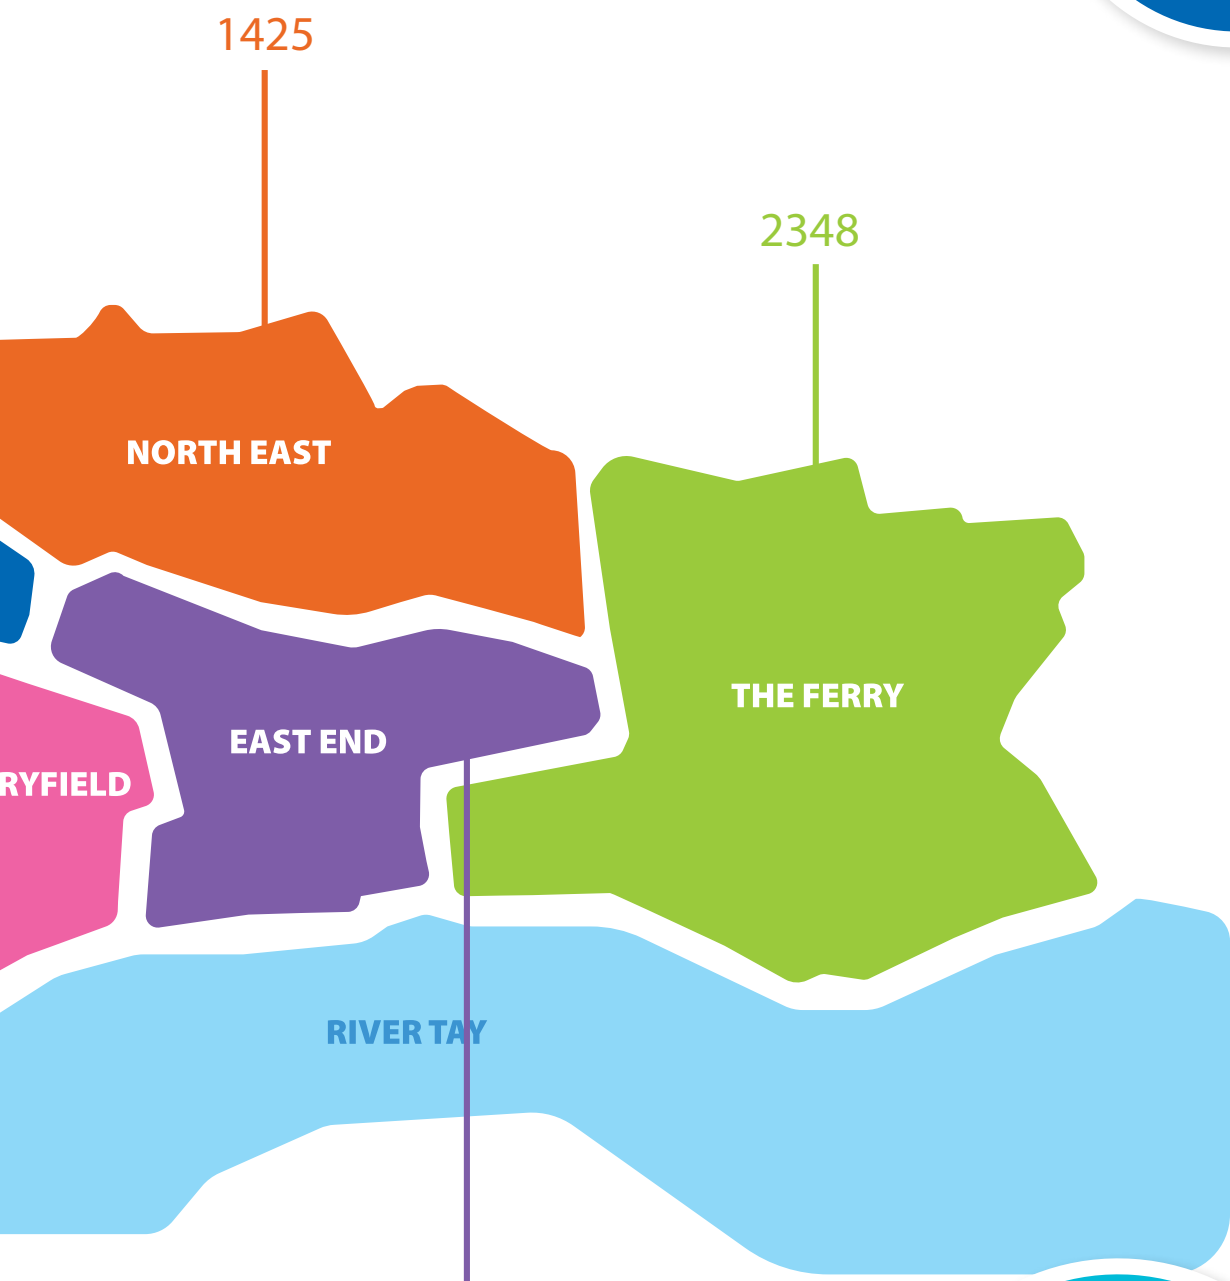 1425
2348
NORTH EAST
THE FERRY
EAST END
RYFIELD
RIVER TAY